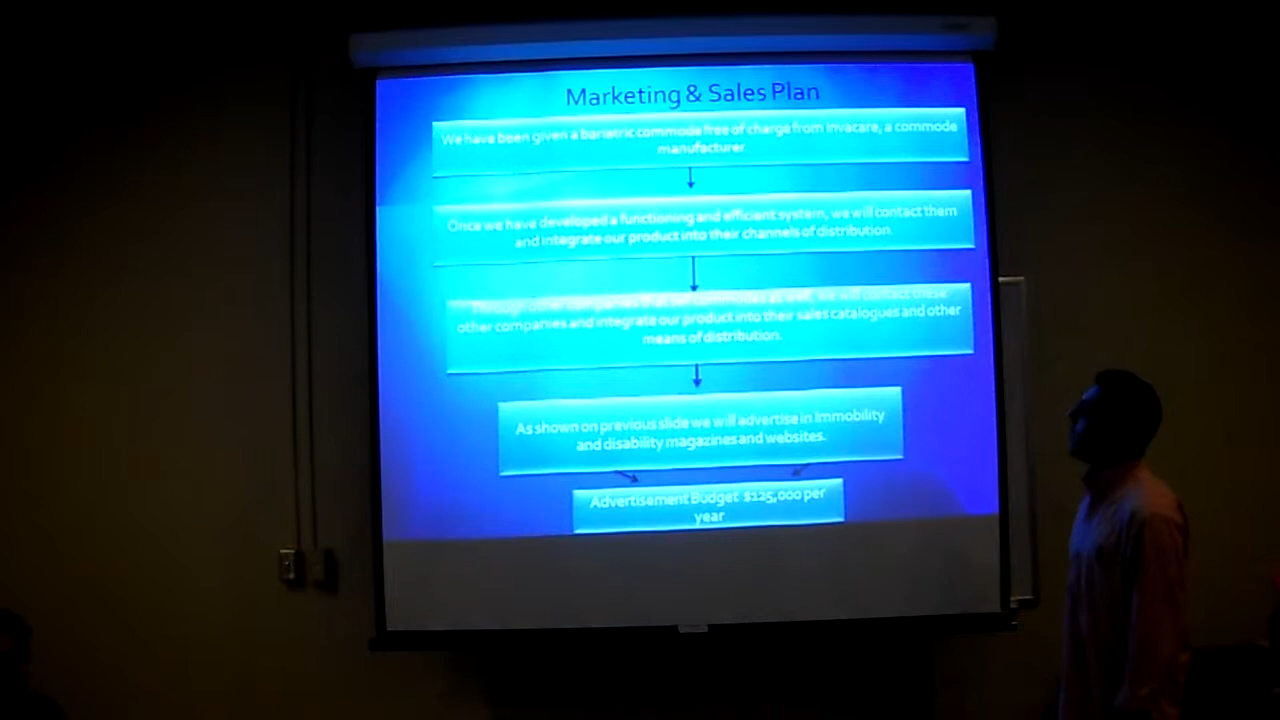 Marketing & Sales Plan
We have been given a bariatric commode free of charge from invacare, a commode
manufacturer.
Once we have developed a functioning and efficient system, we will contact them
and integrate our product into their channels of distribution.
Through other companies that sell commodes as well, we will contact these
other companies and integrate our product into their sales catalogues and other
means of distribution.
As shown on previous slide we will advertise in Immobility
and disability magazines and websites.
Advertisement Budget $125,000 per
year